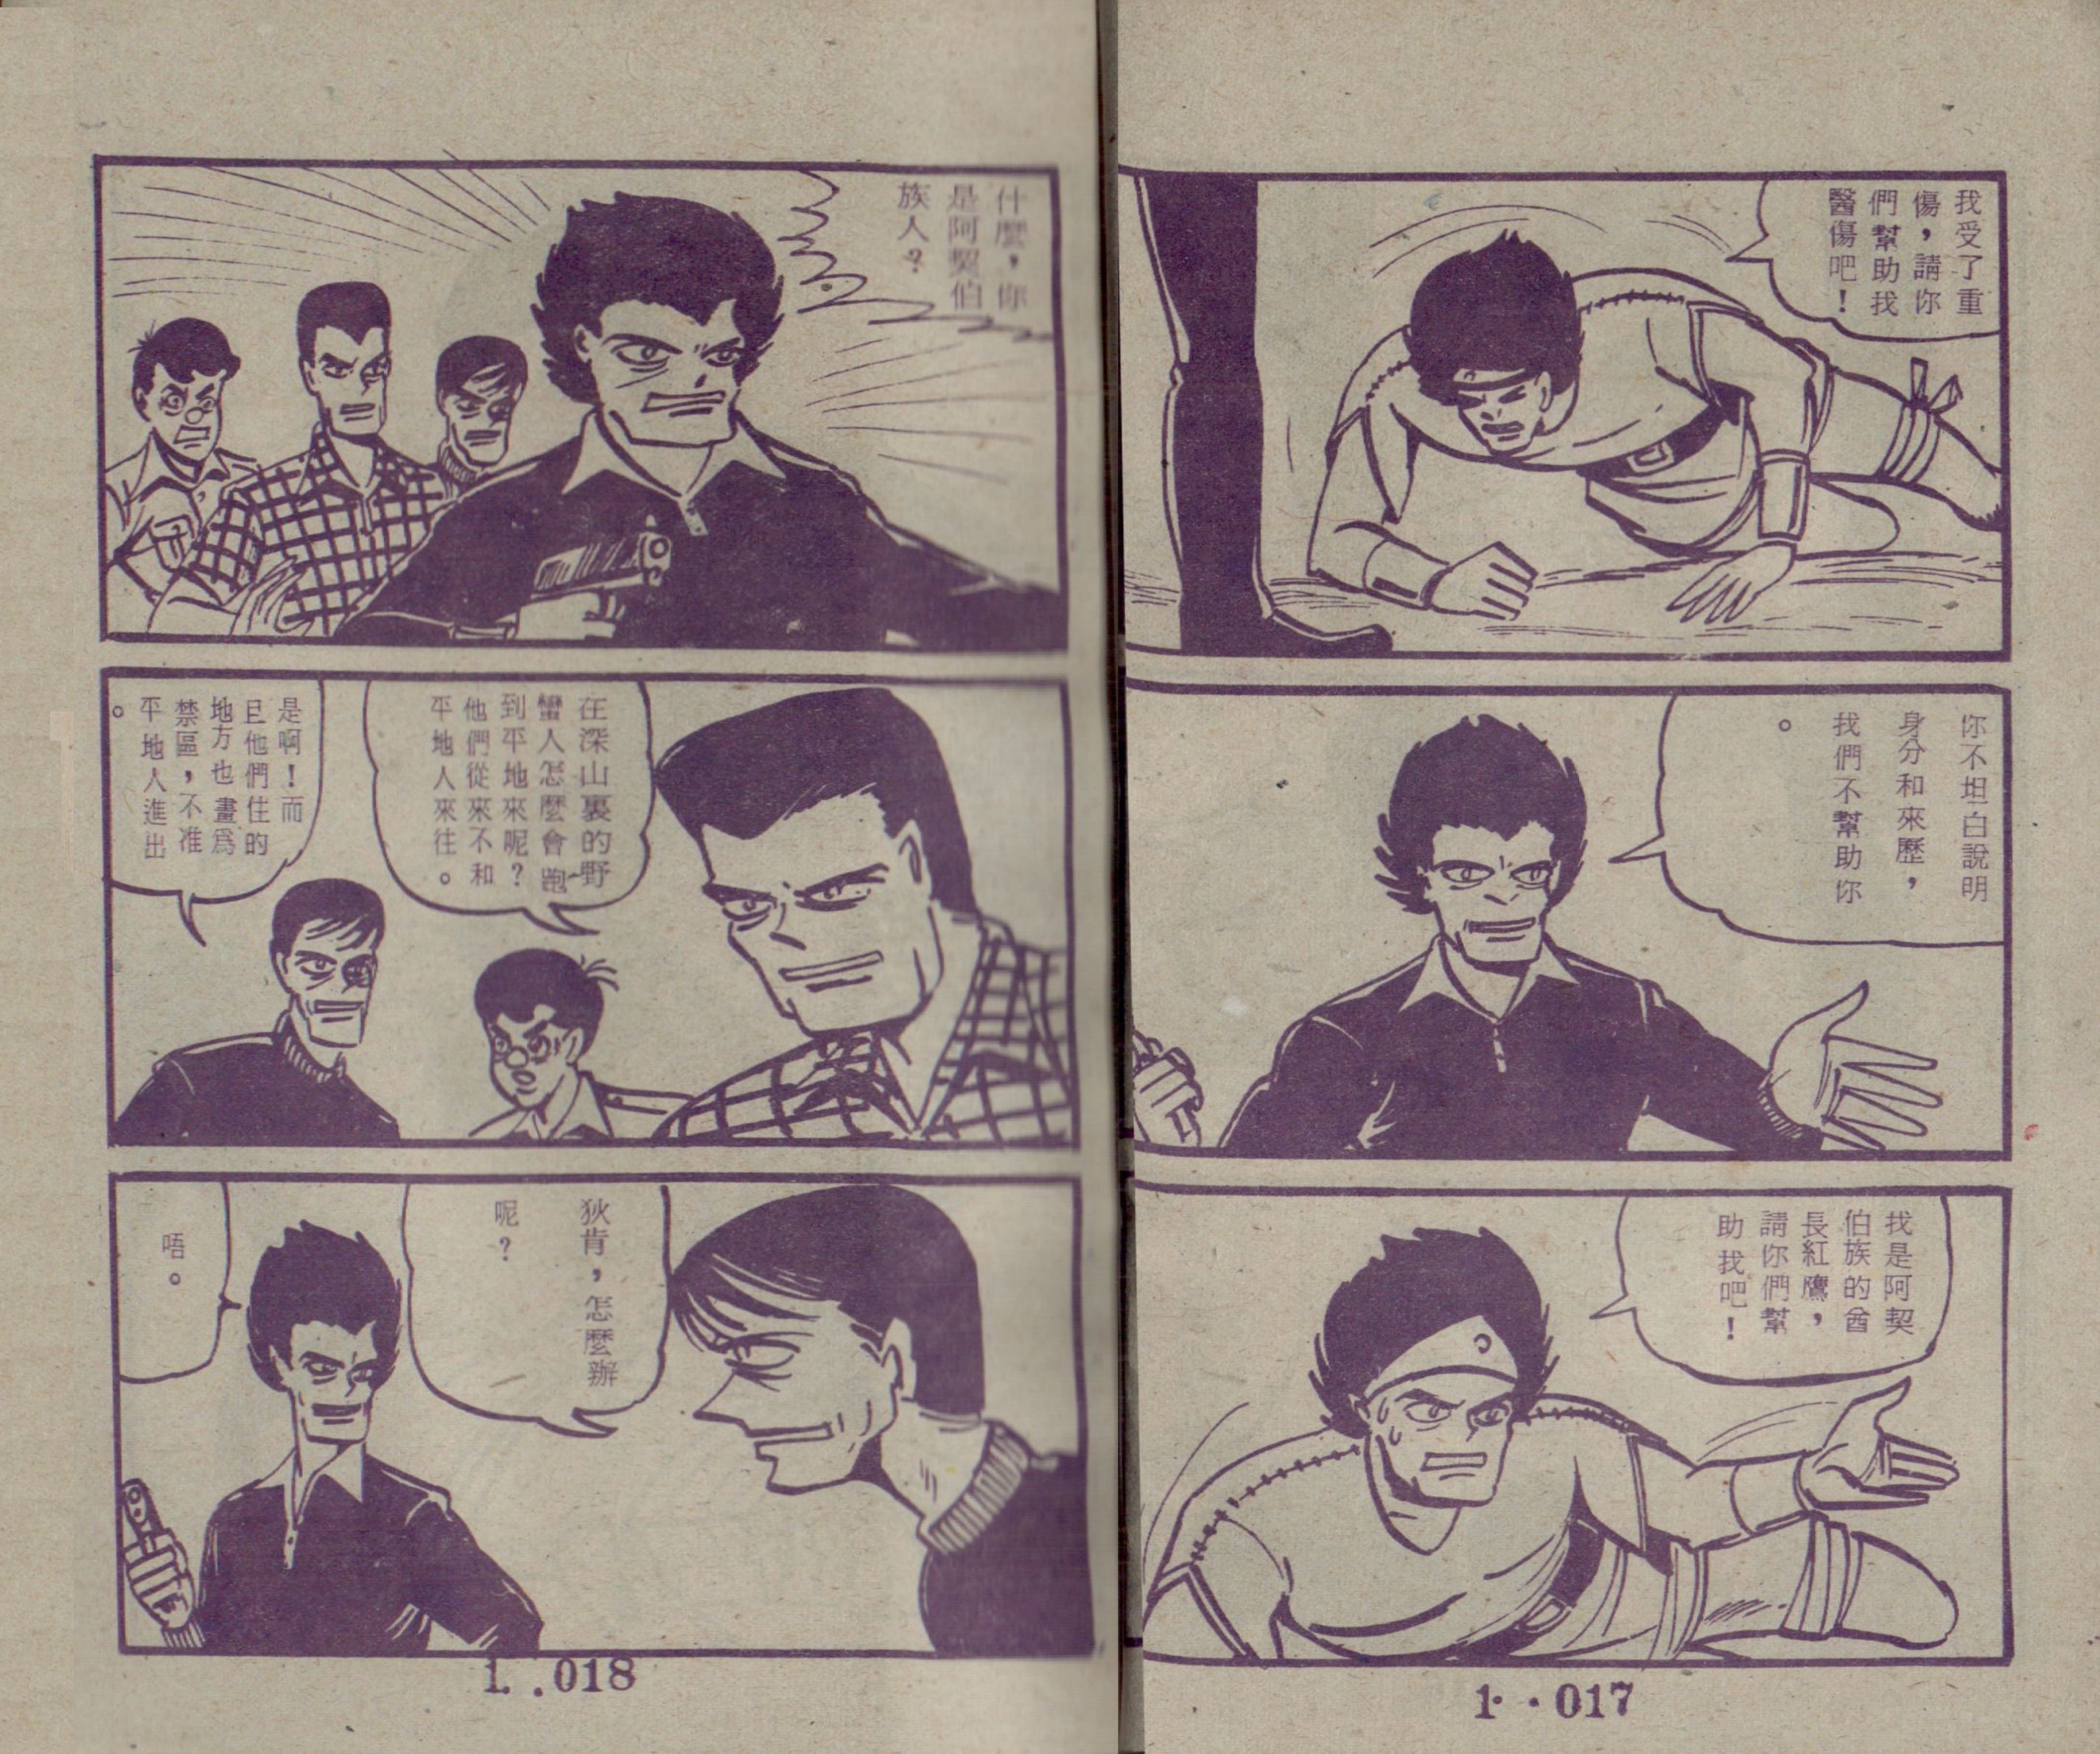 我受了重
傷，請你
們幫助我
醫傷吧！
你不坦白說明
身分和來歷，
我們不幫助你
。
我是阿契
伯族的酋
長紅鷹，
請你們幫
助我吧！
1··017
什麼，你
是阿契伯
族人？
在深山裏的野
蠻人怎麼會跑
到平地來呢？
他們從來不和
平地人來往。
是啊！而
且他們住的
地方也畫為
禁區，不准
平地人進出
。
狄肯，怎麼辦
呢？
唔。
1..018